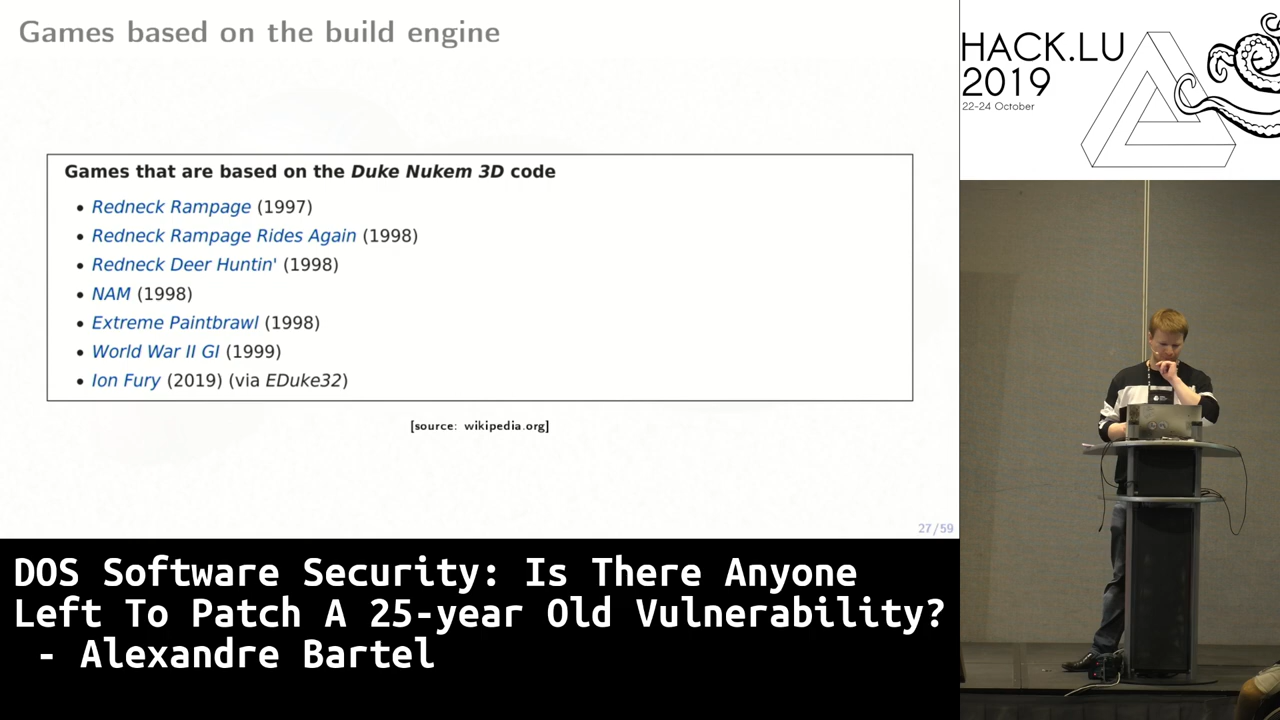 Games based on the build engine
Games that are based on the Duke Nukem 3D code
• Redneck Rampage (1997)
• Redneck Rampage Rides Again (1998)
• Redneck Deer Huntin' (1998)
• NAM (1998)
• Extreme Paintbrawl (1998)
• World War II GI (1999)
• Ion Fury (2019) (via EDuke32)
[source: wikipedia.org]
27/59
HACK.LU
2019
22-24 October
DOS Software Security: Is There Anyone
Left To Patch A 25-year Old Vulnerability?
- Alexandre Bartel